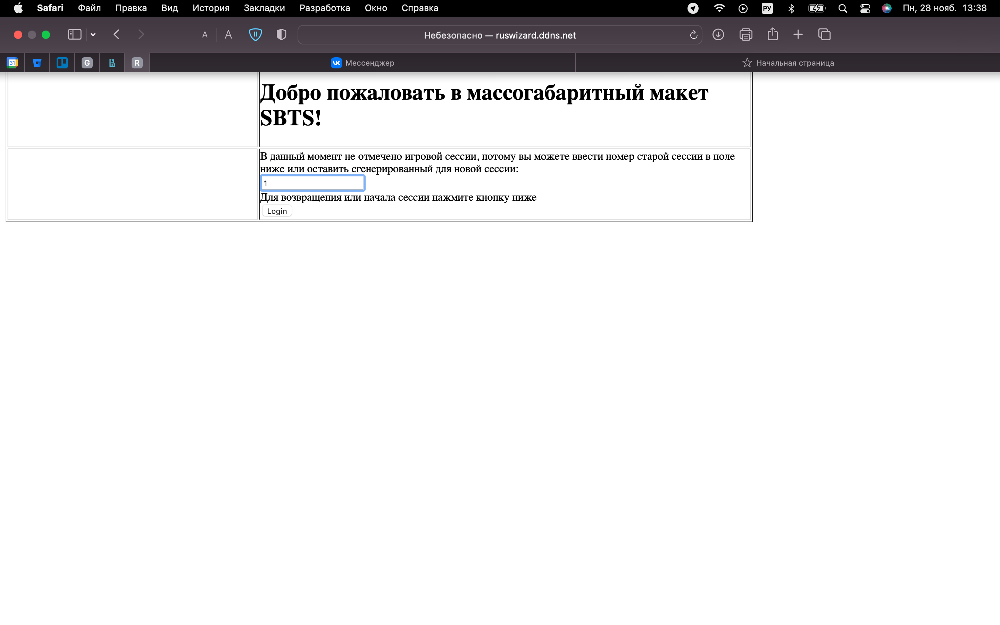 Safari Файл Правка Вид История Закладки Разработка Окно Справка РУ Пн, 28 нояб. 13:38
A A Небезопасно — ruswizard.ddns.net
31 G R Мессенджер Начальная страница
Добро пожаловать в массогабаритный макет
SBTS!
В данный момент не отмечено игровой сессии, потому вы можете ввести номер старой сессии в поле
ниже или оставить сгенерированный для новой сессии:
1
Для возвращения или начала сессии нажмите кнопку ниже
Login